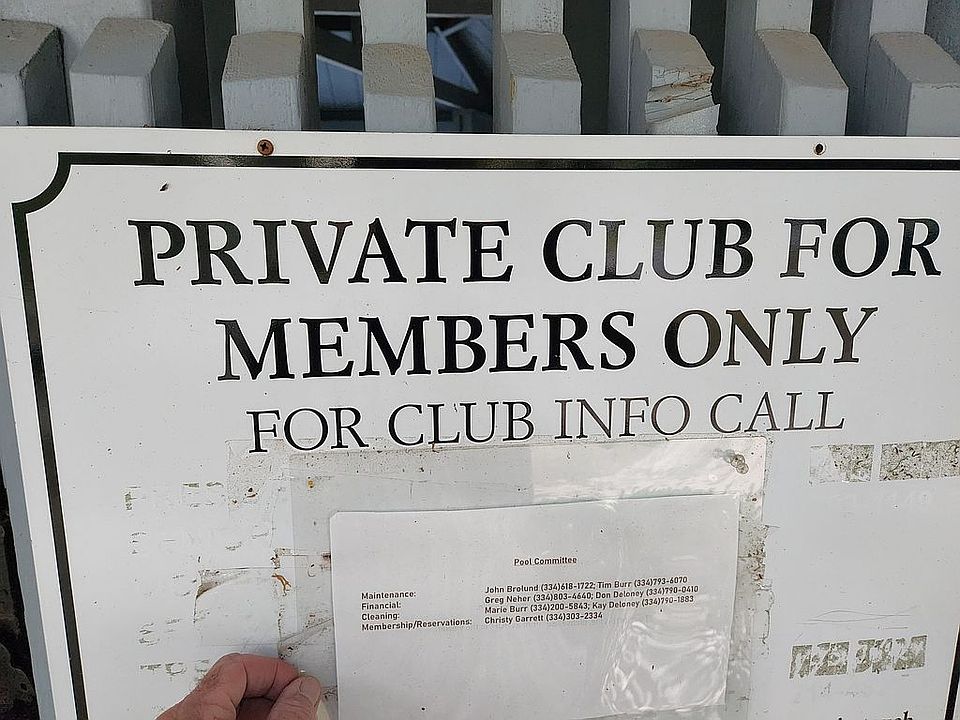 PRIVATE CLUB FOR
MEMBERS ONLY
FOR CLUB INFO CALL
Pool Committee
Maintenance: John Brolund (334)618-1722; Tim Burr (334)793-6070
Financial: Greg Neher (334)803-4640; Don Deloney (334)790-0410
Cleaning: Marie Burr (334)200-5843; Kay Deloney (334)790-1883
Membership/Reservations: Christy Garrett (334)303-2334